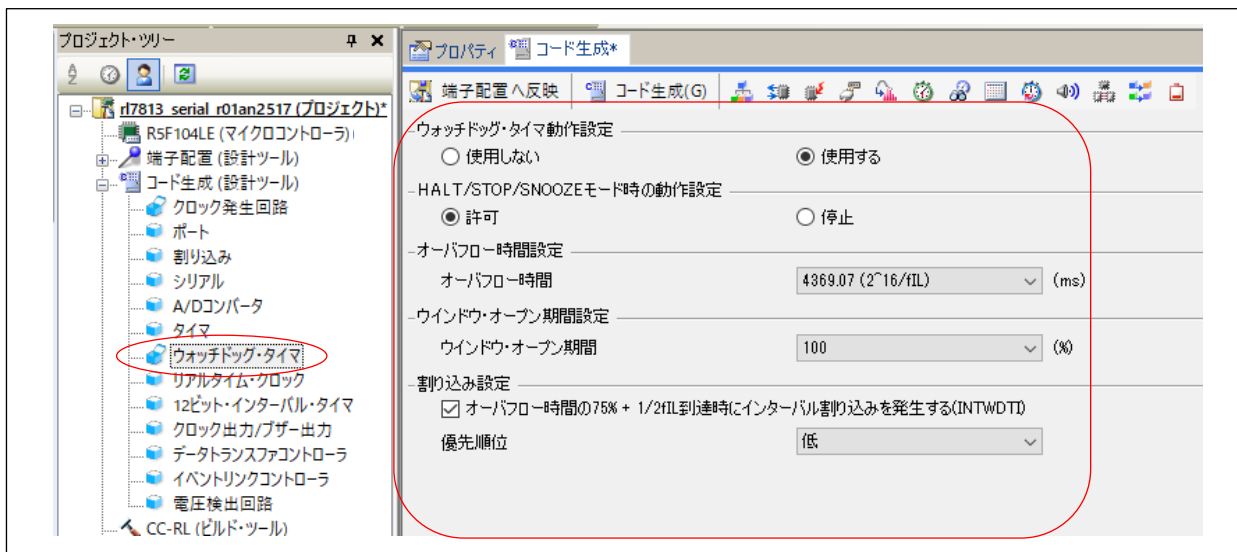 プロジェクト・ツリー
プロパティ
コード生成*
端子配置へ反映
コード生成(G)
rl7813_serial_r01an2517 (プロジェクト)*
R5F104LE (マイクロコントローラ)
端子配置 (設計ツール)
コード生成 (設計ツール)
クロック発生回路
ポート
割り込み
シリアル
A/Dコンバータ
タイマ
ウォッチドッグ・タイマ
リアルタイム・クロック
12ビット・インターバル・タイマ
クロック出力/ブザー出力
データトランスファコントローラ
イベントリンクコントローラ
電圧検出回路
CC-RL (ビルド・ツール)
ウォッチドッグ・タイマ動作設定
使用しない 使用する
HALT/STOP/SNOOZEモード時の動作設定
許可 停止
オーバフロー時間設定
オーバフロー時間 4369.07 (2^16/fIL) (ms)
ウインドウ・オープン期間設定
ウインドウ・オープン期間 100 (%)
割り込み設定
オーバフロー時間の75% + 1/2fIL到達時にインターバル割り込みを発生する(INTWDTI)
優先順位 低